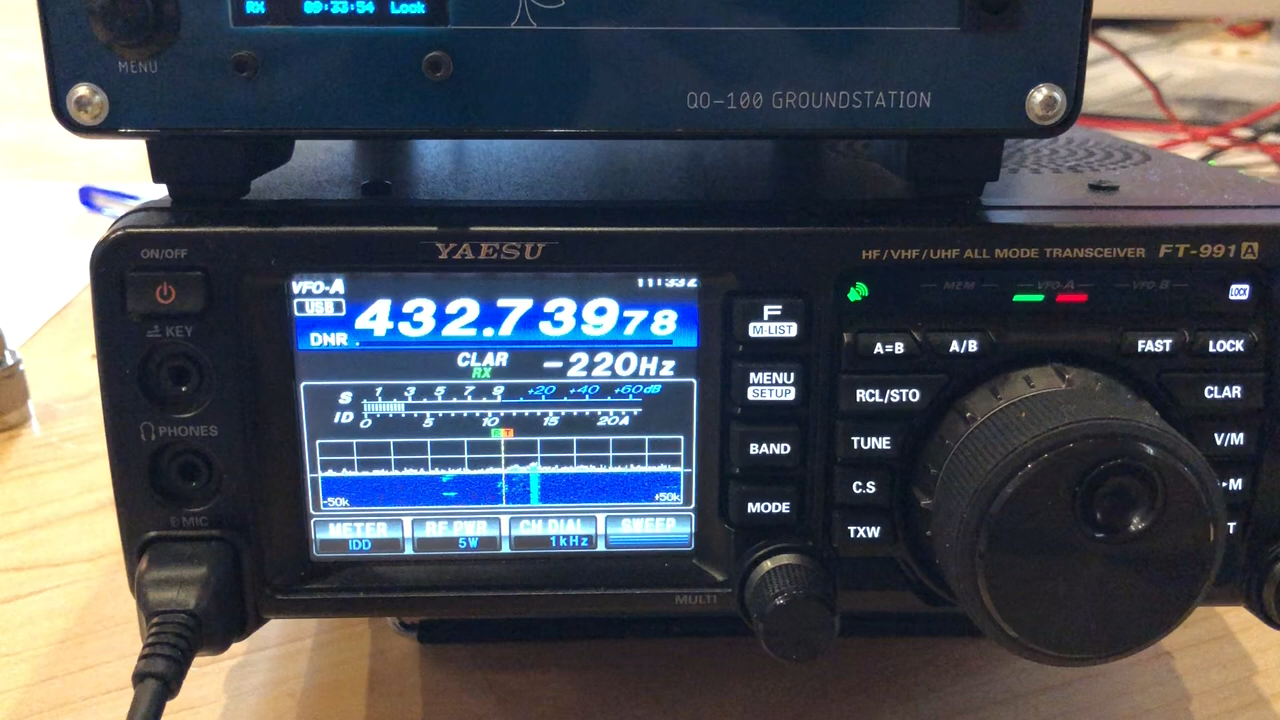 RX 09:33:54 Lock
MENU
QO-100 GROUNDSTATION
ON/OFF
YAESU
HF/VHF/UHF ALL MODE TRANSCEIVER FT-991A
VFO-A
USB
432.739 78
DNR
CLAR -220Hz
RX
S 1 3 5 7 9 +20 +40 +60dB
ID 0 5 10 15 20A
-50k +50k
METER RF PWR CH DIAL SWEEP
IDD 5W 1kHz
KEY
PHONES
MIC
F
M-LIST
MENU
SETUP
BAND
MODE
MULTI
MEM VFO-A VFO-B
LOCK
A=B A/B FAST LOCK
RCL/STO CLAR
TUNE V/M
C.S
TXW